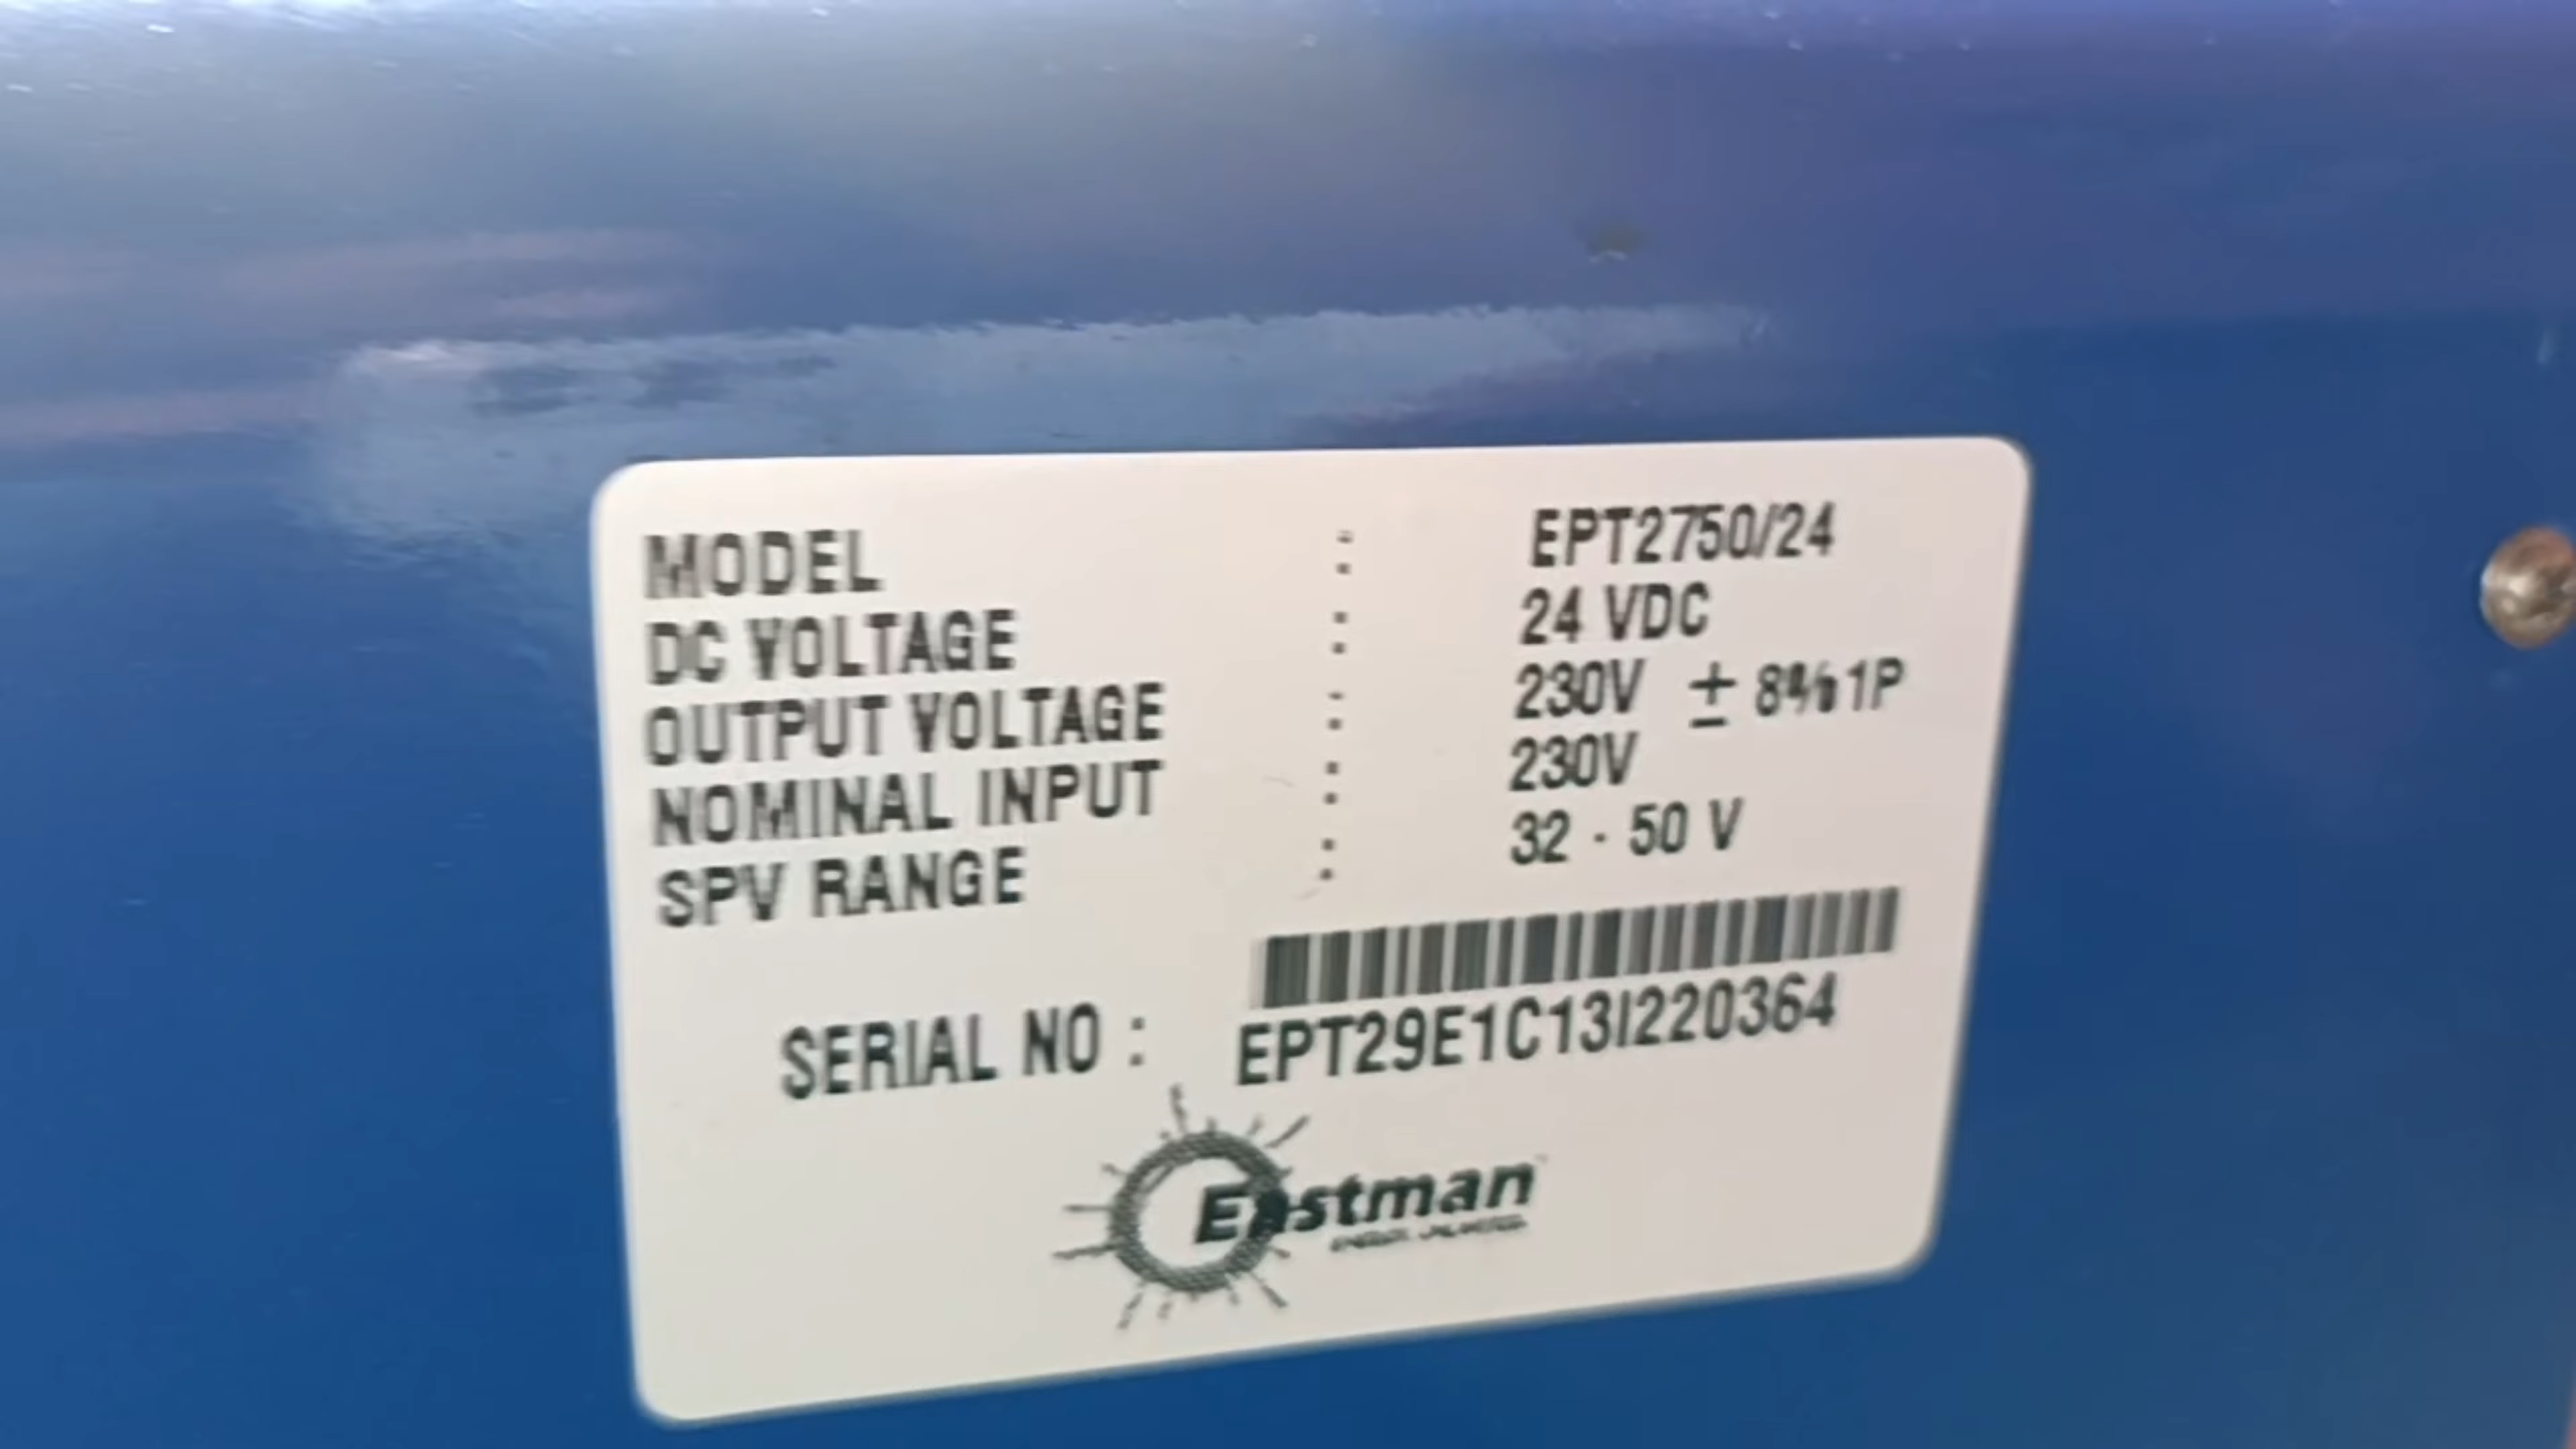 MODEL : EPT2750/24
DC VOLTAGE : 24 VDC
OUTPUT VOLTAGE : 230V ± 8% 1P
NOMINAL INPUT : 230V
SPV RANGE : 32 - 50 V
SERIAL NO : EPT29E1C13I220364
Eastman